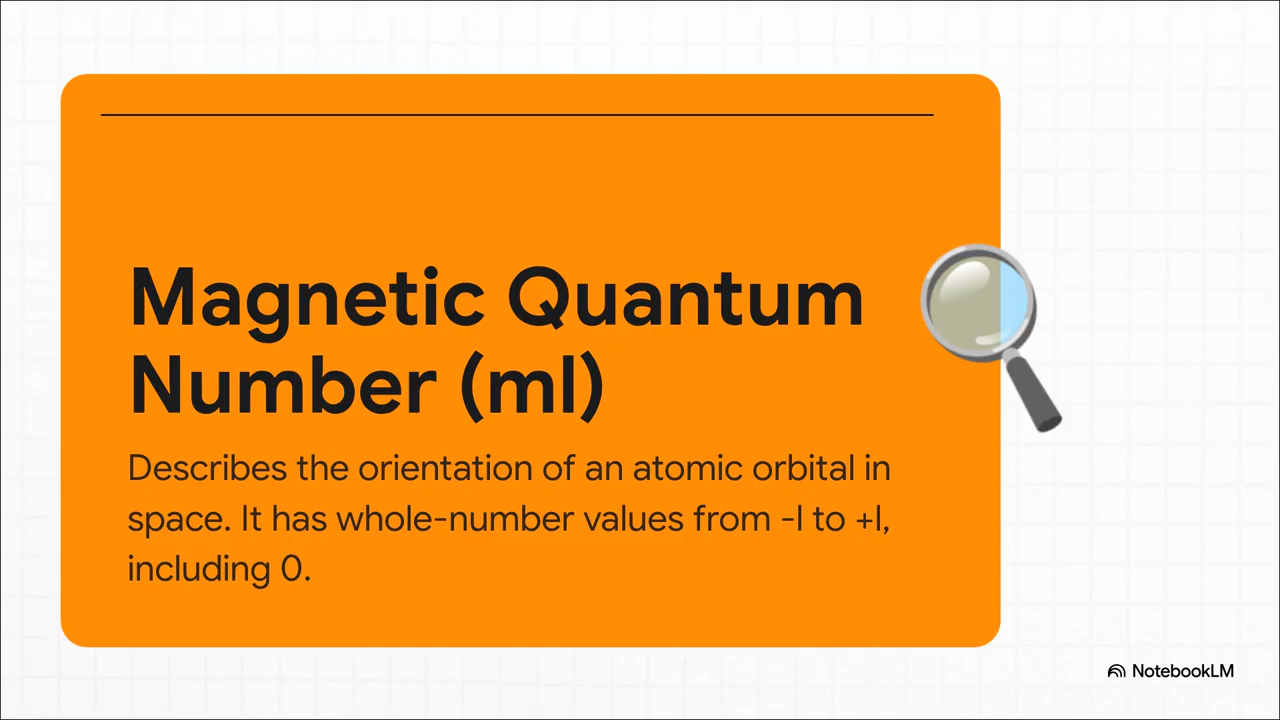 Magnetic Quantum
Number (ml)
Describes the orientation of an atomic orbital in
space. It has whole-number values from -l to +l,
including 0.
NotebookLM